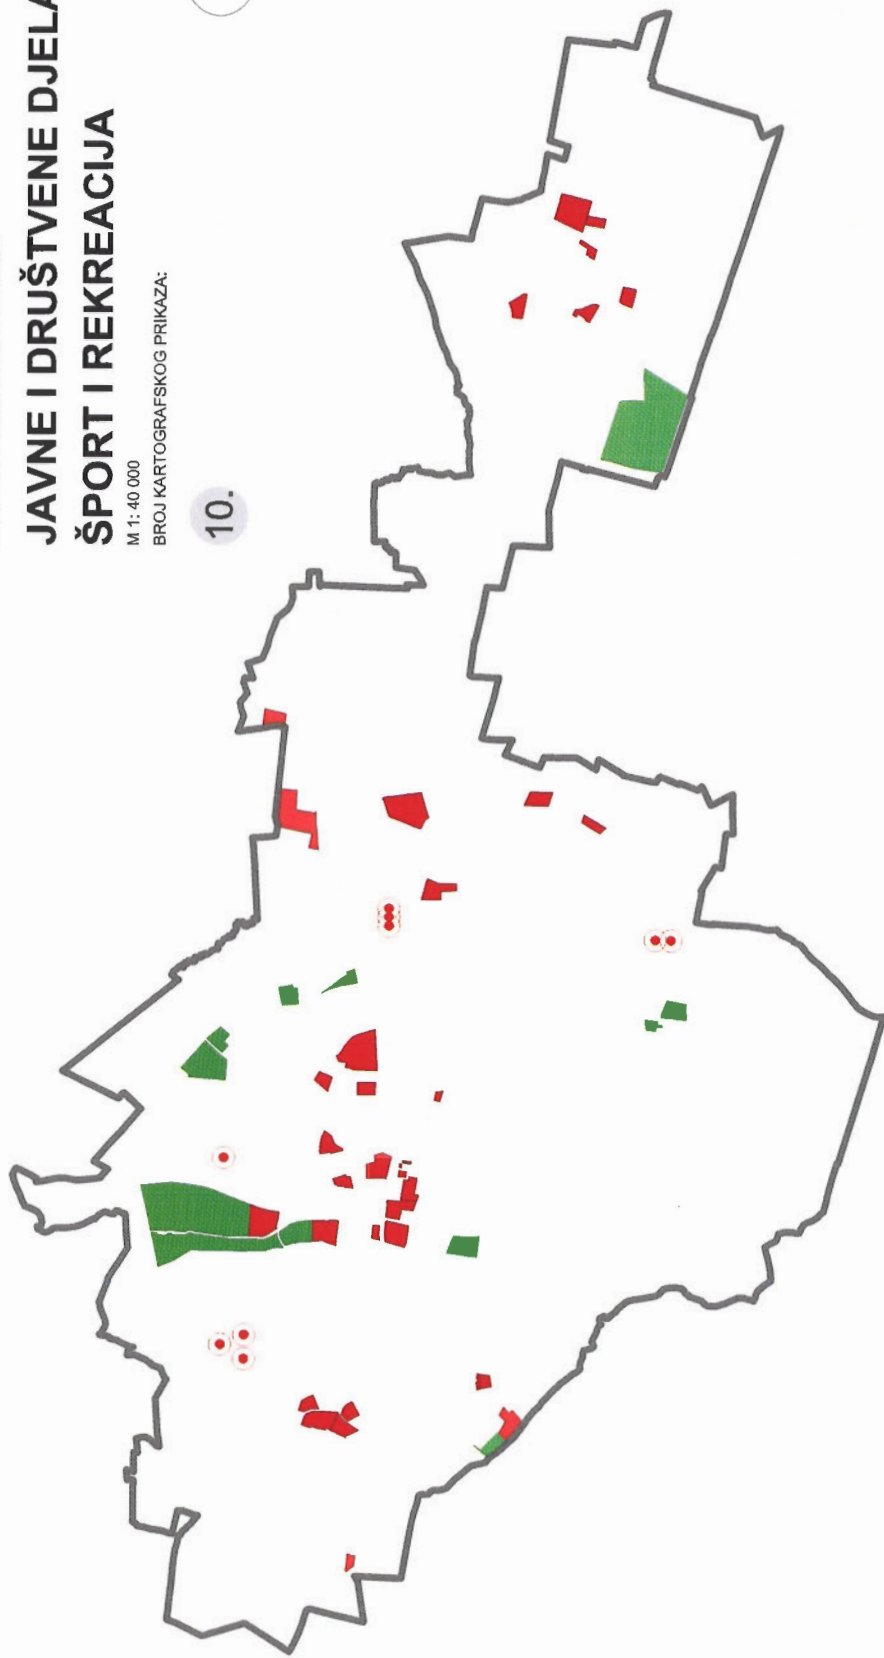 JAVNE I DRUŠTVENE DJELA
ŠPORT I REKREACIJA
M 1: 40 000
BROJ KARTOGRAFSKOG PRIKAZA:
10.